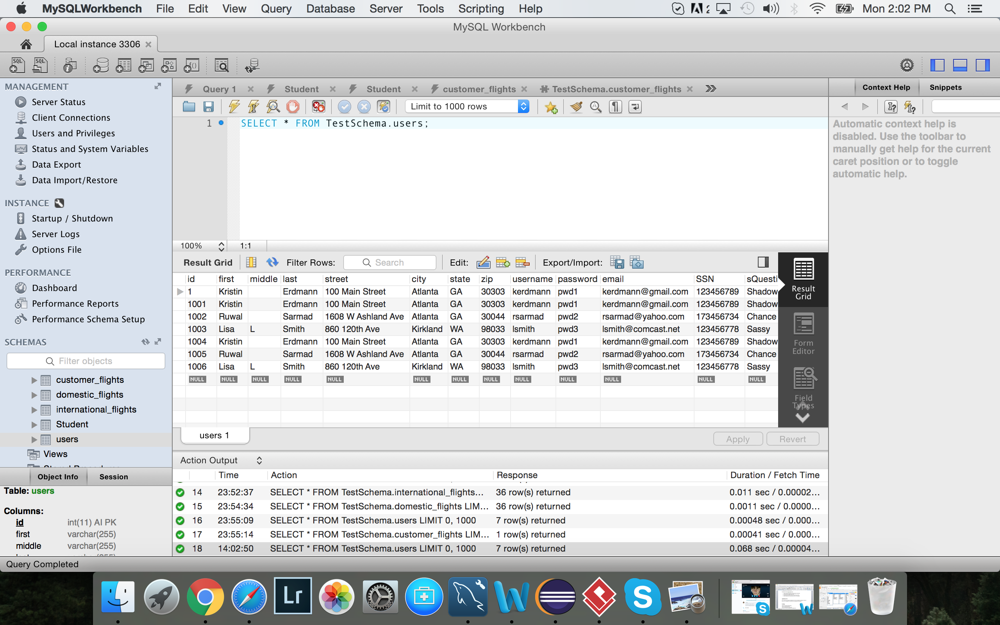 MySQLWorkbench File Edit View Query Database Server Tools Scripting Help 2 Mon 2:02 PM
MySQL Workbench
Local instance 3306
MANAGEMENT
Server Status
Client Connections
Users and Privileges
Status and System Variables
Data Export
Data Import/Restore
INSTANCE
Startup / Shutdown
Server Logs
Options File
PERFORMANCE
Dashboard
Performance Reports
Performance Schema Setup
SCHEMAS
Filter objects
customer_flights
domestic_flights
international_flights
Student
users
Views
Object Info Session
Table: users
Columns:
id int(11) AI PK
first varchar(255)
middle varchar(255)
Query 1 Student Student customer_flights TestSchema.customer_flights
Limit to 1000 rows
1 SELECT * FROM TestSchema.users;
100% 1:1
Result Grid Filter Rows: Search Edit: Export/Import:
id first middle last street city state zip username password email SSN sQuesti
1 Kristin Erdmann 100 Main Street Atlanta GA 30303 kerdmann pwd1 kerdmann@gmail.com 123456789 Shadow
1001 Kristin Erdmann 100 Main Street Atlanta GA 30303 kerdmann pwd1 kerdmann@gmail.com 123456789 Shadow
1002 Ruwal Sarmad 1608 W Ashland Ave Atlanta GA 30044 rsarmad pwd2 rsarmad@yahoo.com 173456734 Chance
1003 Lisa L Smith 860 120th Ave Kirkland WA 98033 lsmith pwd3 lsmith@comcast.net 123456778 Sassy
1004 Kristin Erdmann 100 Main Street Atlanta GA 30303 kerdmann pwd1 kerdmann@gmail.com 123456789 Shadow
1005 Ruwal Sarmad 1608 W Ashland Ave Atlanta GA 30044 rsarmad pwd2 rsarmad@yahoo.com 173456734 Chance
1006 Lisa L Smith 860 120th Ave Kirkland WA 98033 lsmith pwd3 lsmith@comcast.net 123456778 Sassy
NULL NULL NULL NULL NULL NULL NULL NULL NULL NULL NULL NULL NULL
Result
Grid
Form
Editor
Field
Types
users 1 Apply Revert
Action Output
Time Action Response Duration / Fetch Time
14 23:52:37 SELECT * FROM TestSchema.international_flights... 36 row(s) returned 0.011 sec / 0.00002...
15 23:54:34 SELECT * FROM TestSchema.domestic_flights LIM... 36 row(s) returned 0.0011 sec / 0.0000...
16 23:55:09 SELECT * FROM TestSchema.users LIMIT 0, 1000 7 row(s) returned 0.00048 sec / 0.000...
17 23:55:14 SELECT * FROM TestSchema.customer_flights LIM... 1 row(s) returned 0.00041 sec / 0.000...
18 14:02:50 SELECT * FROM TestSchema.users LIMIT 0, 1000 7 row(s) returned 0.068 sec / 0.00004...
Context Help Snippets
Automatic context help is
disabled. Use the toolbar to
manually get help for the current
caret position or to toggle
automatic help.
Query Completed
Lr